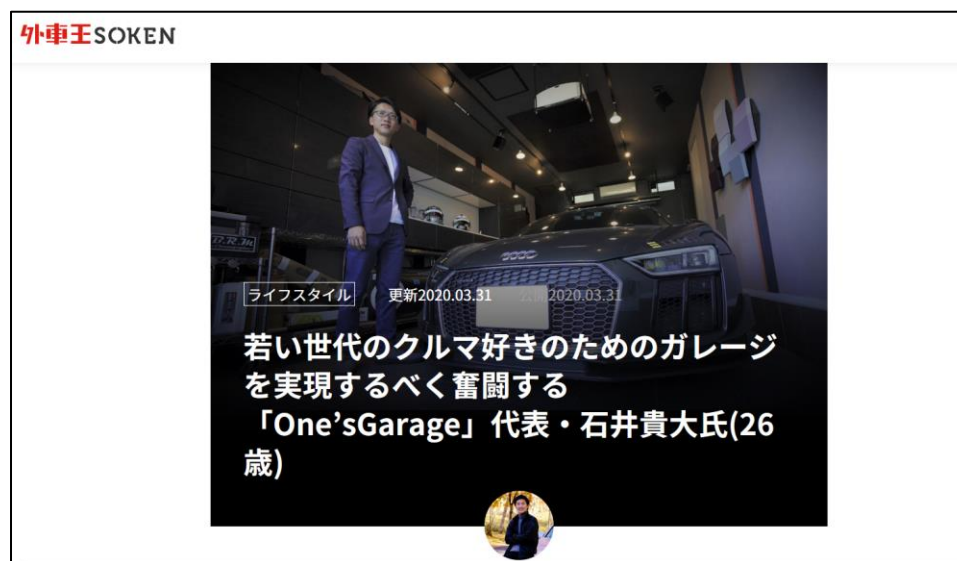 外車王SOKEN
B.R.M
ライフスタイル 更新2020.03.31 公開2020.03.31
若い世代のクルマ好きのためのガレージ
を実現するべく奮闘する
「One’sGarage」代表・石井貴大氏(26
歳)